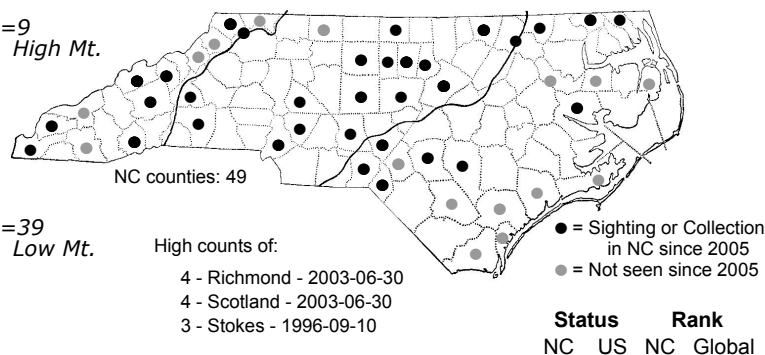 =9
High Mt.
NC counties: 49
=39
Low Mt.
High counts of:
4 - Richmond - 2003-06-30
4 - Scotland - 2003-06-30
3 - Stokes - 1996-09-10
● = Sighting or Collection
in NC since 2005
● = Not seen since 2005
Status Rank
NC US NC Global